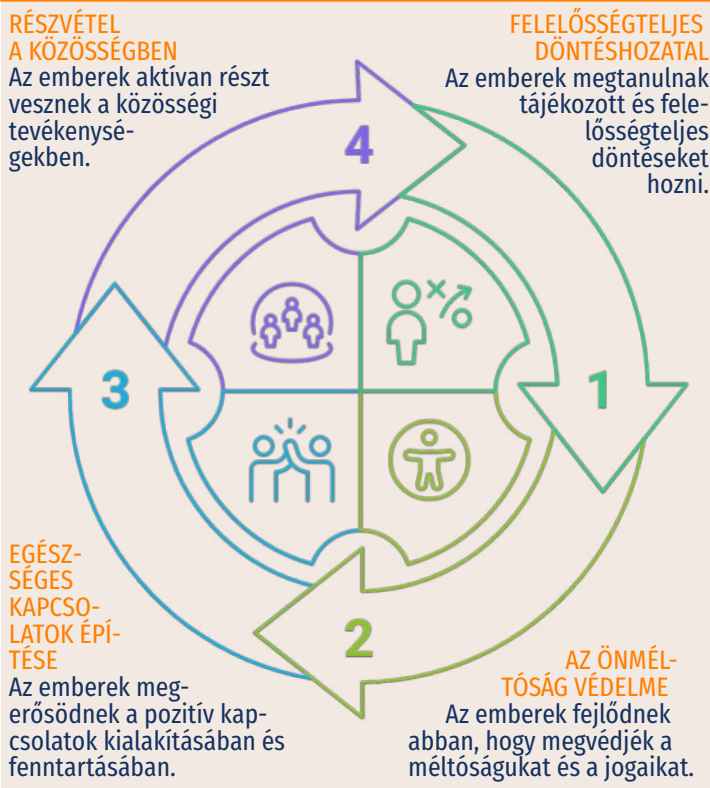 RÉSZVÉTEL
A KÖZÖSSÉGBEN
Az emberek aktívan részt
vesznek a közösségi
tevékenysé-
gekben.
FELELŐSSÉGTELJES
DÖNTÉSHOZATAL
Az emberek megtanulnak
tájékozott és fele-
lősségteljes
döntéseket
hozni.
4
3
1
2
EGÉSZ-
SÉGES
KAPCSO-
LATOK ÉPÍ-
TÉSE
Az emberek meg-
erősödnek a pozitív kap-
csolatok kialakításában és
fenntartásában.
AZ ÖNMÉL-
TÓSÁG VÉDELME
Az emberek fejlődnek
abban, hogy megvédjék a
méltóságukat és a jogaikat.